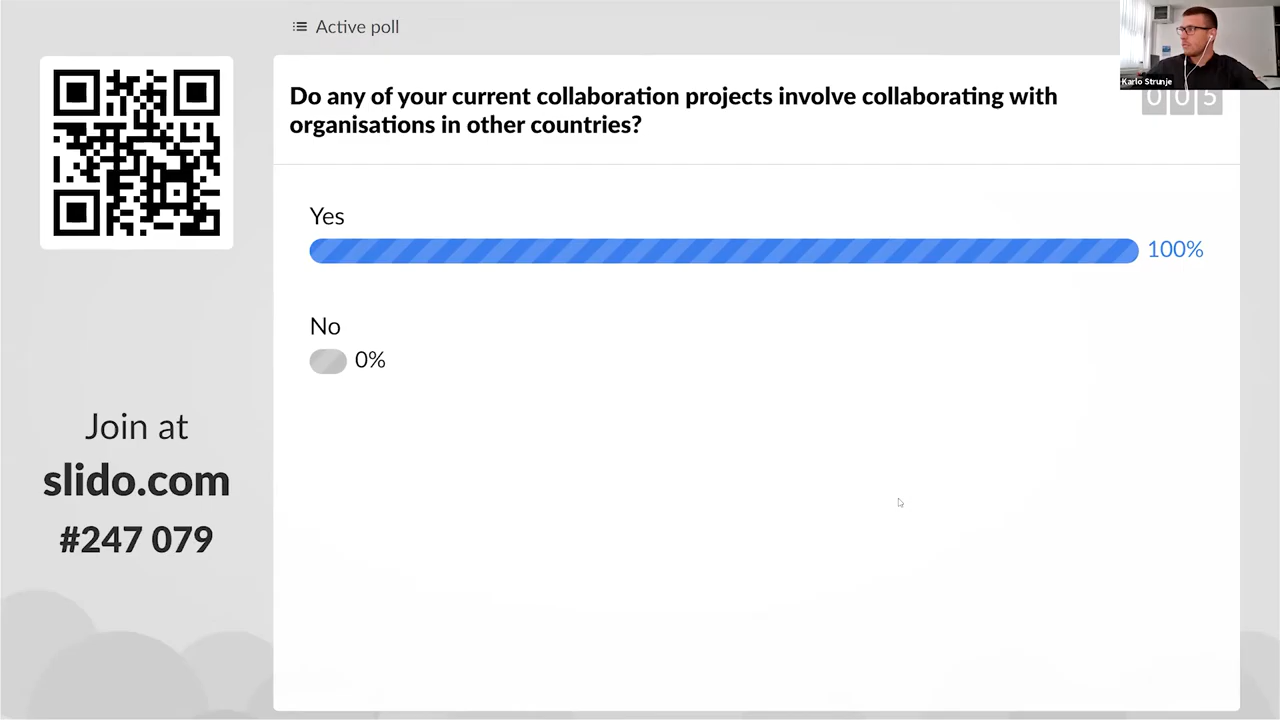 Active poll
Karlo Strunje
Do any of your current collaboration projects involve collaborating with
organisations in other countries?
005
Yes
100%
No
0%
Join at
slido.com
#247 079